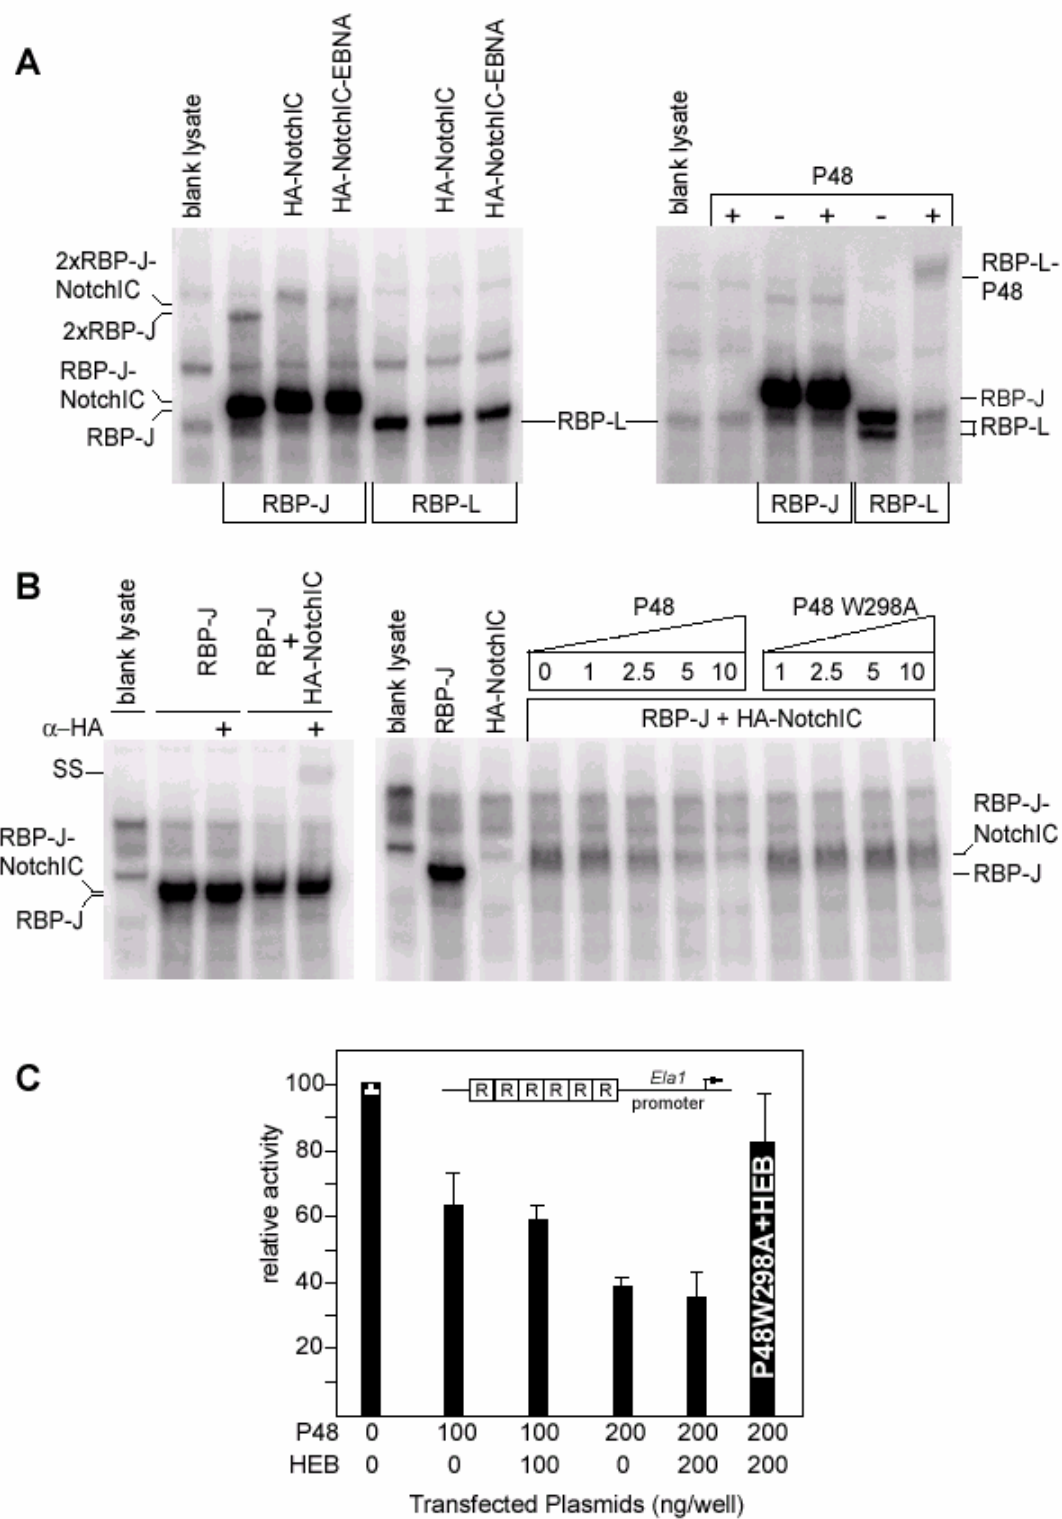 A
blank lysate
HA-NotchIC
HA-NotchIC-EBNA
HA-NotchIC
HA-NotchIC-EBNA
2xRBP-J-
NotchIC
2xRBP-J
RBP-J-
NotchIC
RBP-J
RBP-J
RBP-L
RBP-L
blank lysate
P48
+ - + - +
RBP-L-
P48
RBP-J
RBP-L
RBP-J
RBP-L
B
blank lysate
RBP-J
RBP-J
+
HA-NotchIC
α-HA + +
SS
RBP-J-
NotchIC
RBP-J
blank lysate
RBP-J
HA-NotchIC
P48
0 1 2.5 5 10
P48 W298A
1 2.5 5 10
RBP-J + HA-NotchIC
RBP-J-
NotchIC
RBP-J
C
relative activity
100
80
60
40
20
R R R R R R
Ela1
promoter
P48W298A+HEB
P48 0 100 100 200 200 200
HEB 0 0 100 0 200 200
Transfected Plasmids (ng/well)